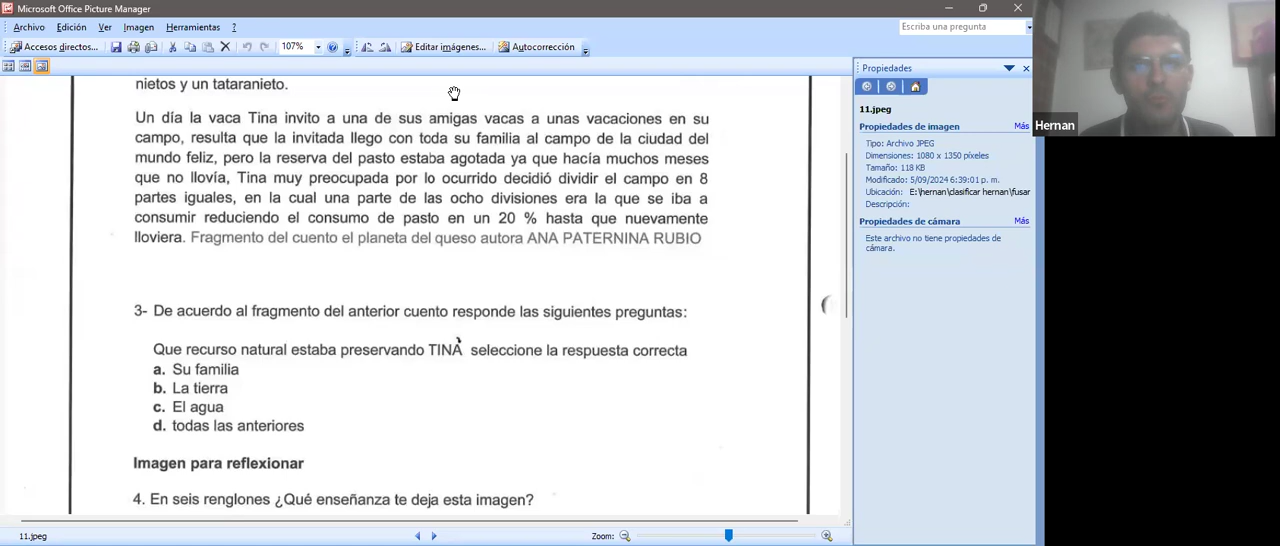 Microsoft Office Picture Manager
Archivo Edición Ver Imagen Herramientas ?
Escriba una pregunta
Accesos directos... 107% Editar imágenes... Autocorrección
nietos y un tataranieto.
Un día la vaca Tina invito a una de sus amigas vacas a unas vacaciones en su
campo, resulta que la invitada llego con toda su familia al campo de la ciudad del
mundo feliz, pero la reserva del pasto estaba agotada ya que hacía muchos meses
que no llovía, Tina muy preocupada por lo ocurrido decidió dividir el campo en 8
partes iguales, en la cual una parte de las ocho divisiones era la que se iba a
consumir reduciendo el consumo de pasto en un 20 % hasta que nuevamente
lloviera. Fragmento del cuento el planeta del queso autora ANA PATERNINA RUBIO
3- De acuerdo al fragmento del anterior cuento responde las siguientes preguntas:
Que recurso natural estaba preservando TINA seleccione la respuesta correcta
a. Su familia
b. La tierra
c. El agua
d. todas las anteriores
Imagen para reflexionar
4. En seis renglones ¿Qué enseñanza te deja esta imagen?
11.jpeg
Zoom:
Propiedades
11.jpeg
Propiedades de imagen Más
Tipo: Archivo JPEG
Dimensiones: 1080 x 1350 píxeles
Tamaño: 118 KB
Modificado: 5/09/2024 6:39:01 p. m.
Ubicación: E:\hernan\clasificar hernan\fusar
Descripción:
Propiedades de cámara Más
Este archivo no tiene propiedades de
cámara.
Hernan